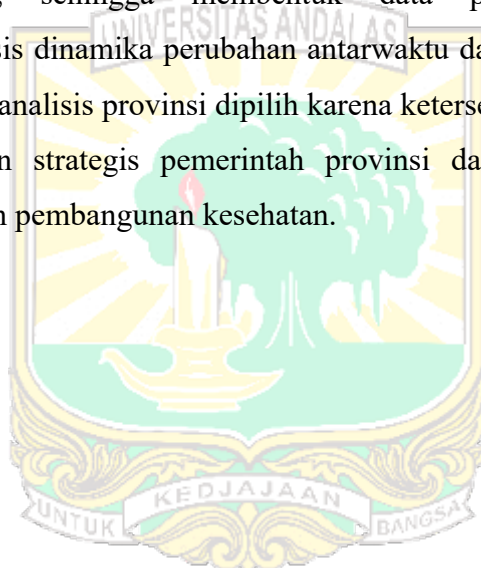 sehingga membentuk data p
sis dinamika perubahan antarwaktu da
analisis provinsi dipilih karena keterse
n strategis pemerintah provinsi da
n pembangunan kesehatan.
UNIVERSITAS ANDALAS
KEDJAJAAN
UNTUK BANGSA